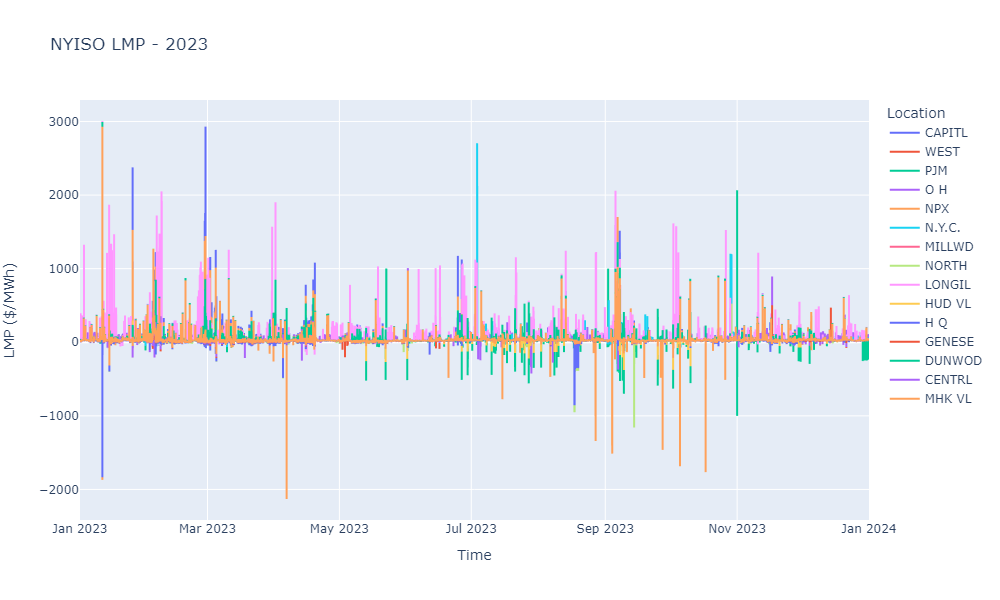 NYISO LMP - 2023
LMP ($/MWh)
3000
2000
1000
0
−1000
−2000
Jan 2023
Mar 2023
May 2023
Jul 2023
Sep 2023
Nov 2023
Jan 2024
Time
Location
CAPITL
WEST
PJM
O H
NPX
N.Y.C.
MILLWD
NORTH
LONGIL
HUD VL
H Q
GENESE
DUNWOD
CENTRL
MHK VL